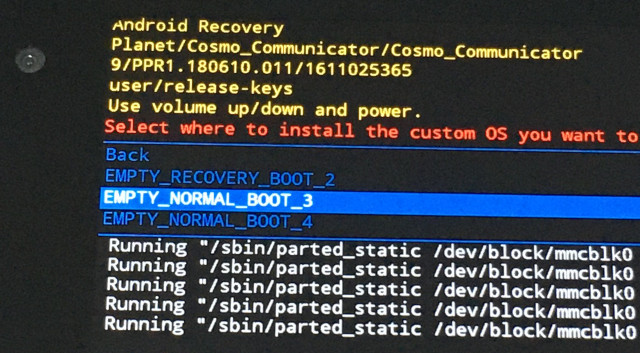 Android Recovery
Planet/Cosmo_Communicator/Cosmo_Communicator
9/PPR1.180610.011/1611025365
user/release-keys
Use volume up/down and power.
Select where to install the custom OS you want to
Back
EMPTY_RECOVERY_BOOT_2
EMPTY_NORMAL_BOOT_3
EMPTY_NORMAL_BOOT_4
Running "/sbin/parted_static /dev/block/mmcblk0
Running "/sbin/parted_static /dev/block/mmcblk0
Running "/sbin/parted_static /dev/block/mmcblk0
Running "/sbin/parted_static /dev/block/mmcblk0
Running "/sbin/parted_static /dev/block/mmcblk0